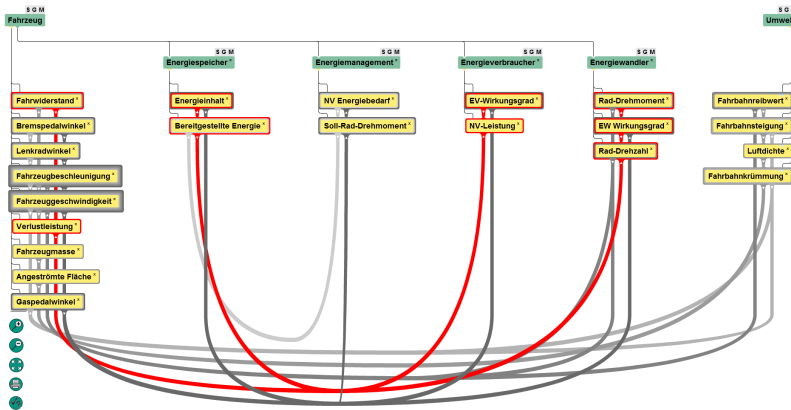 S G M
Fahrzeug
S G
Umwel
S G M
Energiespeicher *
S G M
Energiemanagement *
S G M
Energieverbraucher *
S G M
Energiewandler *
Fahrwiderstand *
Bremspedalwinkel *
Lenkradwinkel *
Fahrzeugbeschleunigung *
Fahrzeuggeschwindigkeit *
Verlustleistung *
Fahrzeugmasse *
Angeströmte Fläche *
Gaspedalwinkel *
Energieinhalt *
Bereitgestellte Energie *
NV Energiebedarf *
Soll-Rad-Drehmoment *
EV-Wirkungsgrad *
NV-Leistung *
Rad-Drehmoment *
EW Wirkungsgrad *
Rad-Drehzahl *
Fahrbahnreibwert *
Fahrbahnsteigung *
Luftdichte *
Fahrbahnkrümmung *